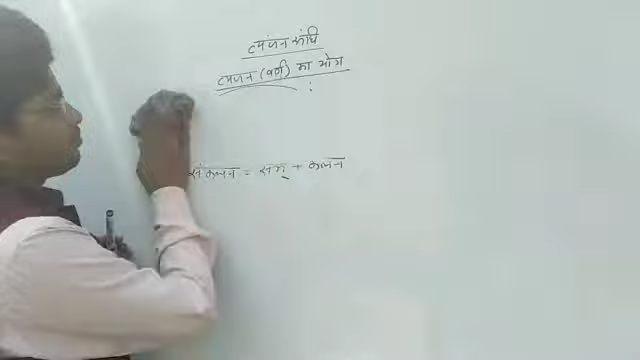 व्यंजन संधि
व्यंजन (वर्ण) का योग
:
संकलन = सम् + कलन